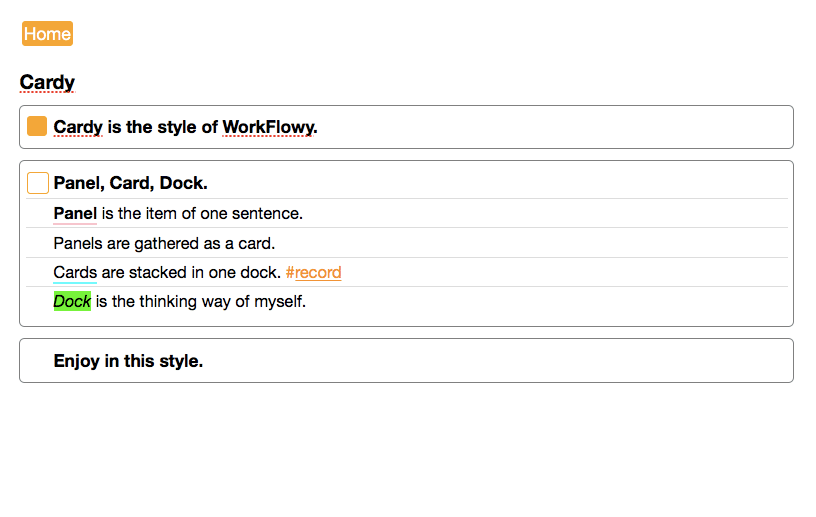 Home
Cardy
Cardy is the style of WorkFlowy.
Panel, Card, Dock.
Panel is the item of one sentence.
Panels are gathered as a card.
Cards are stacked in one dock. #record
Dock is the thinking way of myself.
Enjoy in this style.